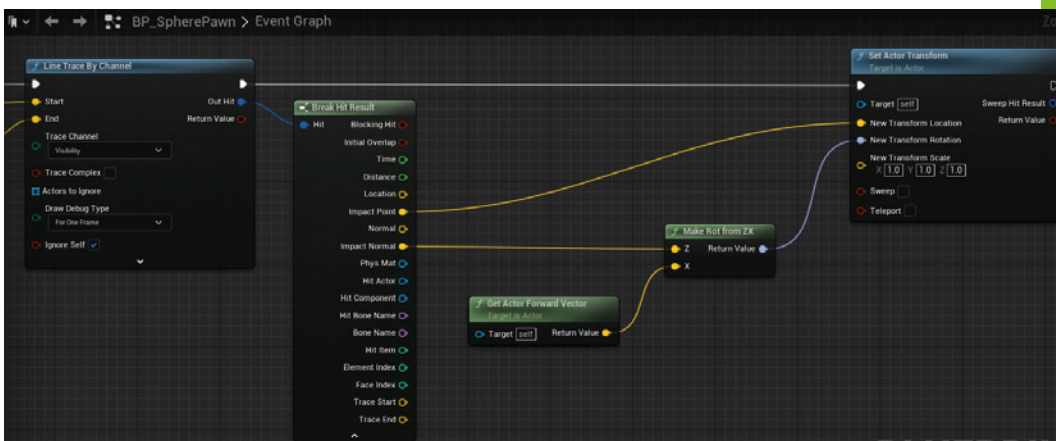 BP_SpherePawn > Event Graph
Zo
Line Trace By Channel
Start
Out Hit
End
Return Value
Trace Channel
Visibility
Trace Complex
Actors to Ignore
Draw Debug Type
For One Frame
Ignore Self
Break Hit Result
Hit
Blocking Hit
Initial Overlap
Time
Distance
Location
Impact Point
Normal
Impact Normal
Phys Mat
Hit Actor
Hit Component
Hit Bone Name
Bone Name
Hit Item
Element Index
Face Index
Trace Start
Trace End
Get Actor Forward Vector
Target is Actor
Target self
Return Value
Make Rot from ZX
Z
Return Value
X
Set Actor Transform
Target is Actor
Target self
Sweep Hit Result
New Transform Location
Return Value
New Transform Rotation
New Transform Scale
X 1.0 Y 1.0 Z 1.0
Sweep
Teleport